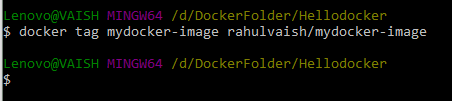 Lenovo@VAISH MINGW64 /d/DockerFolder/Hellodocker
$ docker tag mydocker-image rahulvaish/mydocker-image
Lenovo@VAISH MINGW64 /d/DockerFolder/Hellodocker
$